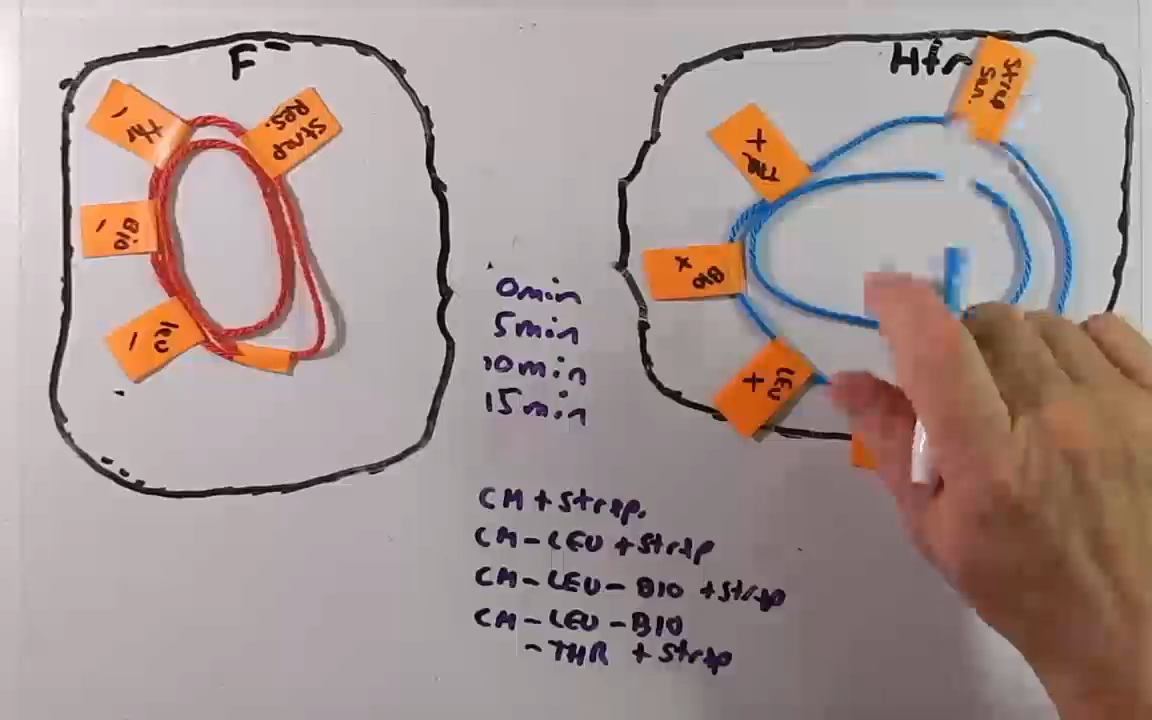 F⁻
thr -
Strep Res.
Bio -
leu -
Hfr
Strep Sen.
THR +
Bio +
LEU +
0min
5min
10min
15min
CM + Strep.
CM - LEU + Strep
CM - LEU - BIO + Strep
CM - LEU - BIO
- THR + Strep